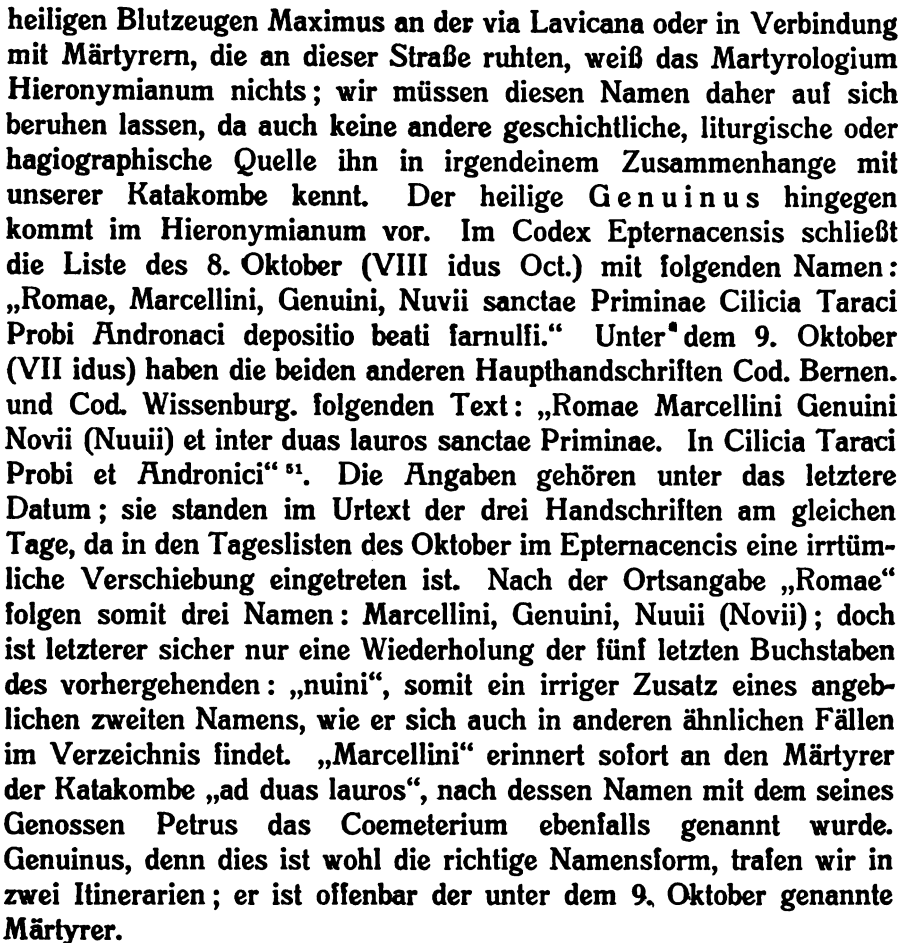 heiligen Blutzeugen Maximus an der via Lavicana oder in Verbindung
mit Märtyrern, die an dieser Straße ruhten, weiß das Martyrologium
Hieronymianum nichts; wir müssen diesen Namen daher auf sich
beruhen lassen, da auch keine andere geschichtliche, liturgische oder
hagiographische Quelle ihn in irgendeinem Zusammenhange mit
unserer Katakombe kennt. Der heilige Genuinus hingegen
kommt im Hieronymianum vor. Im Codex Epternacensis schließt
die Liste des 8. Oktober (VIII idus Oct.) mit folgenden Namen:
„Romae, Marcellini, Genuini, Nuvii sanctae Priminae Cilicia Taraci
Probi Andronaci depositio beati farnulfi.“ Unter dem 9. Oktober
(VII idus) haben die beiden anderen Haupthandschriften Cod. Bernen.
und Cod. Wissenburg. folgenden Text: „Romae Marcellini Genuini
Novii (Nuuii) et inter duas lauros sanctae Priminae. In Cilicia Taraci
Probi et Andronici“ ⁵¹. Die Angaben gehören unter das letztere
Datum; sie standen im Urtext der drei Handschriften am gleichen
Tage, da in den Tageslisten des Oktober im Epternacencis eine irrtüm-
liche Verschiebung eingetreten ist. Nach der Ortsangabe „Romae“
folgen somit drei Namen: Marcellini, Genuini, Nuuii (Novii); doch
ist letzterer sicher nur eine Wiederholung der fünf letzten Buchstaben
des vorhergehenden: „nuini“, somit ein irriger Zusatz eines angeb-
lichen zweiten Namens, wie er sich auch in anderen ähnlichen Fällen
im Verzeichnis findet. „Marcellini“ erinnert sofort an den Märtyrer
der Katakombe „ad duas lauros“, nach dessen Namen mit dem seines
Genossen Petrus das Coemeterium ebenfalls genannt wurde.
Genuinus, denn dies ist wohl die richtige Namensform, trafen wir in
zwei Itinerarien; er ist offenbar der unter dem 9. Oktober genannte
Märtyrer.